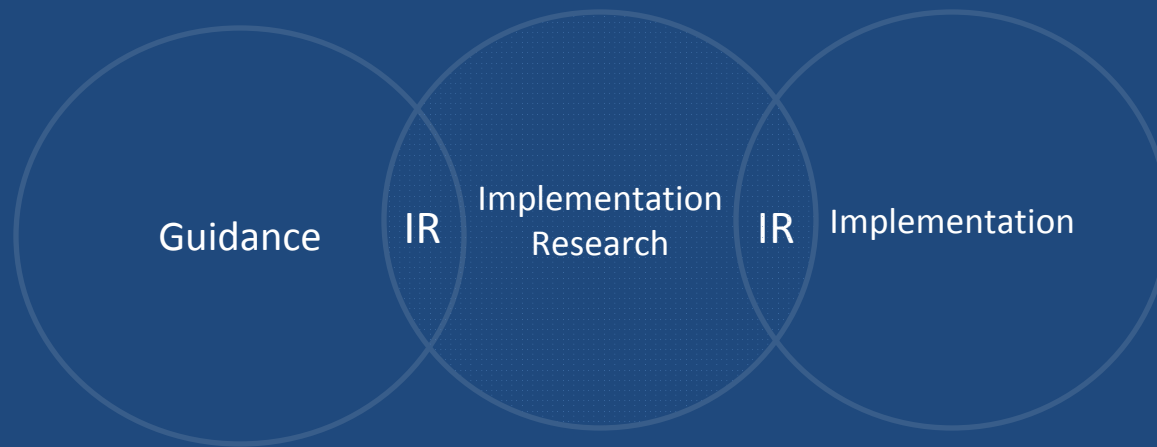 Guidance
IR
Implementation
Research
IR
Implementation